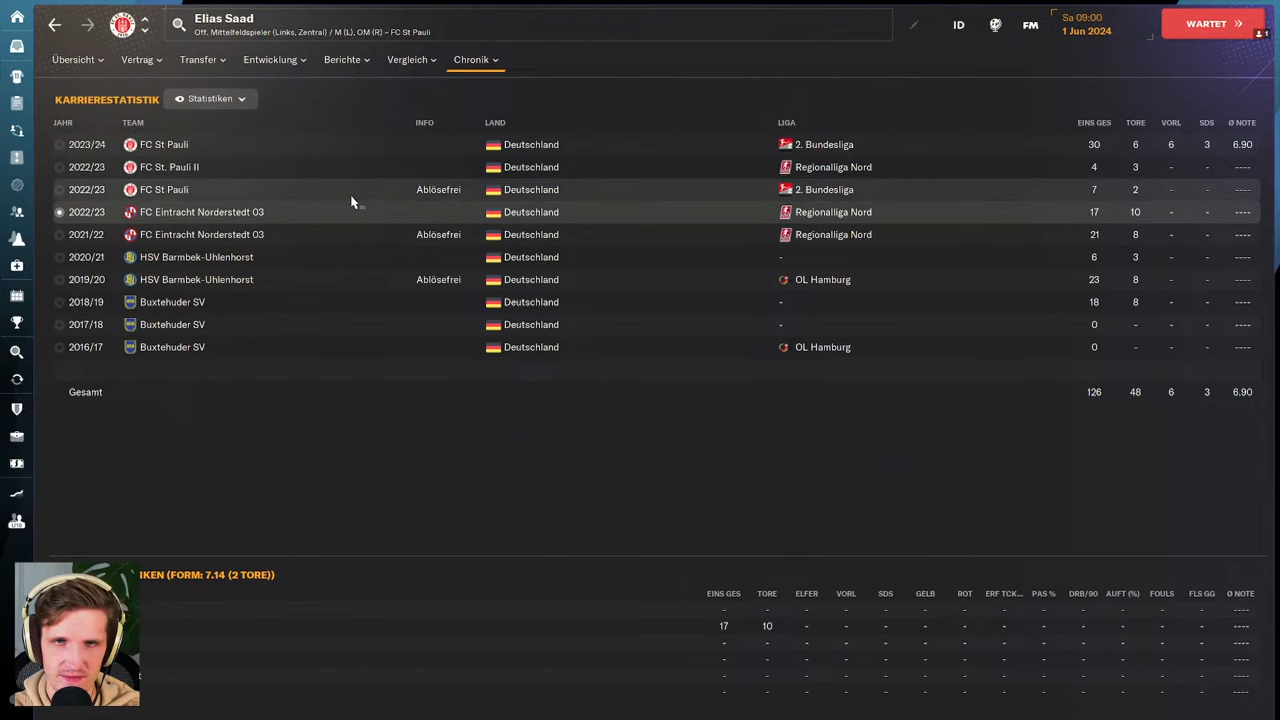 Elias Saad
Off. Mittelfeldspieler (Links, Zentral) / M (L), OM (R) – FC St Pauli
ID
FM
Sa 09:00
1 Jun 2024
WARTET
1
Übersicht
Vertrag
Transfer
Entwicklung
Berichte
Vergleich
Chronik
KARRIERESTATISTIK
Statistiken
JAHR TEAM INFO LAND LIGA EINS GES TORE VORL SDS Ø NOTE
2023/24 FC St Pauli Deutschland 2. Bundesliga 30 6 6 3 6.90
2022/23 FC St. Pauli II Deutschland Regionalliga Nord 4 3 - - ----
2022/23 FC St Pauli Ablösefrei Deutschland 2. Bundesliga 7 2 - - ----
2022/23 FC Eintracht Norderstedt 03 Deutschland Regionalliga Nord 17 10 - - ----
2021/22 FC Eintracht Norderstedt 03 Ablösefrei Deutschland Regionalliga Nord 21 8 - - ----
2020/21 HSV Barmbek-Uhlenhorst Deutschland - 6 3 - - ----
2019/20 HSV Barmbek-Uhlenhorst Ablösefrei Deutschland OL Hamburg 23 8 - - ----
2018/19 Buxtehuder SV Deutschland - 18 8 - - ----
2017/18 Buxtehuder SV Deutschland - 0 - - - ----
2016/17 Buxtehuder SV Deutschland OL Hamburg 0 - - - ----
Gesamt 126 48 6 3 6.90
IKEN (FORM: 7.14 (2 TORE))
EINS GES TORE ELFER VORL SDS GELB ROT ERF TCK... PAS % DRB/90 AUFT (%) FOULS FLS GG Ø NOTE
- - - - - - - - - - - - - ----
17 10 - - - - - - - - - - - ----
- - - - - - - - - - - - - ----
- - - - - - - - - - - - - ----
- - - - - - - - - - - - - ----
- - - - - - - - - - - - - ----
U19